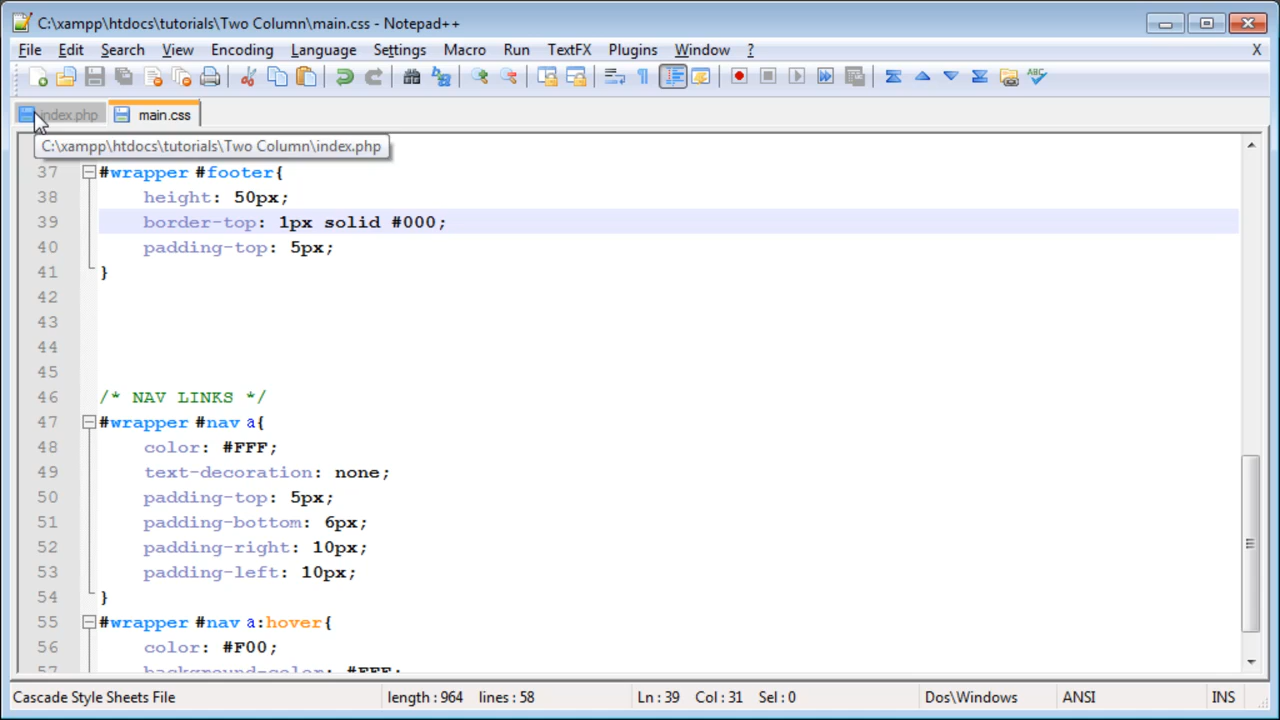 C:\xampp\htdocs\tutorials\Two Column\main.css - Notepad++
File Edit Search View Encoding Language Settings Macro Run TextFX Plugins Window ? X
index.php main.css
C:\xampp\htdocs\tutorials\Two Column\index.php
37 #wrapper #footer{
38 height: 50px;
39 border-top: 1px solid #000;
40 padding-top: 5px;
41 }
42
43
44
45
46 /* NAV LINKS */
47 #wrapper #nav a{
48 color: #FFF;
49 text-decoration: none;
50 padding-top: 5px;
51 padding-bottom: 6px;
52 padding-right: 10px;
53 padding-left: 10px;
54 }
55 #wrapper #nav a:hover{
56 color: #F00;
57 background-color: #FFF;
Cascade Style Sheets File length : 964 lines : 58 Ln : 39 Col : 31 Sel : 0 Dos\Windows ANSI INS